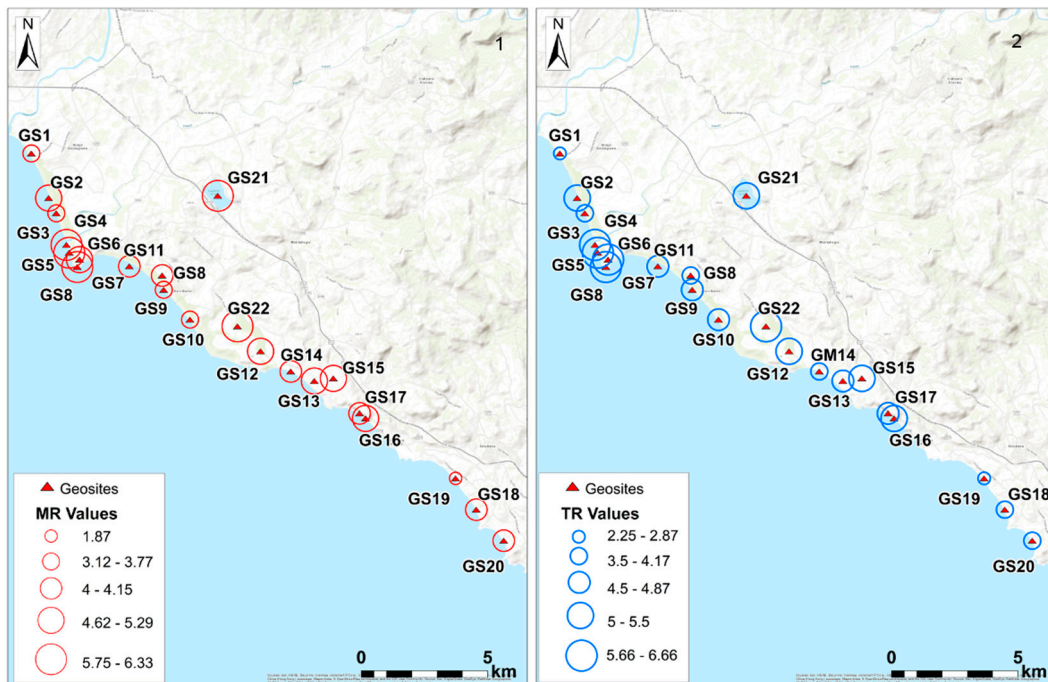 N
1
GS1
GS2
GS21
GS4
GS3
GS6
GS11
GS5
GS8
GS7
GS8
GS9
GS10
GS22
GS12
GS14
GS15
GS13
GS17
GS16
GS19
GS18
GS20
Geosites
MR Values
1.87
3.12 - 3.77
4 - 4.15
4.62 - 5.29
5.75 - 6.33
0 5
km
N
2
GS1
GS2
GS21
GS4
GS3
GS6
GS11
GS5
GS8
GS7
GS8
GS9
GS10
GS22
GS12
GM14
GS15
GS13
GS17
GS16
GS19
GS18
GS20
Geosites
TR Values
2.25 - 2.87
3.5 - 4.17
4.5 - 4.87
5 - 5.5
5.66 - 6.66
0 5
km